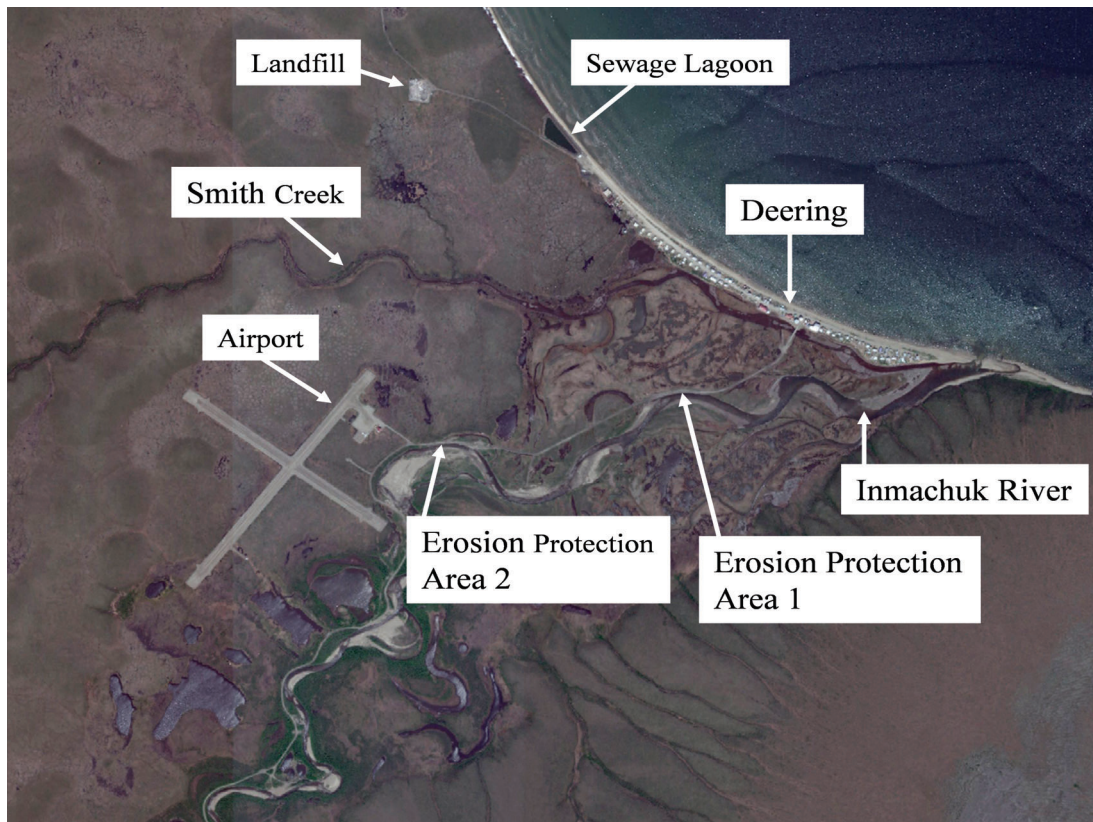 Landfill
Sewage Lagoon
Smith Creek
Deering
Airport
Inmachuk River
Erosion Protection
Area 2
Erosion Protection
Area 1